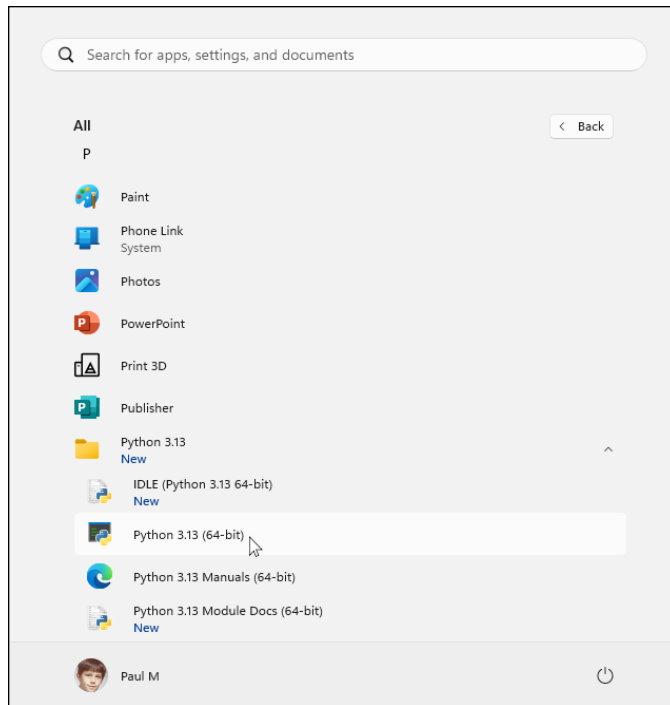 Search for apps, settings, and documents
All
Back
P
Paint
Phone Link
System
Photos
PowerPoint
Print 3D
Publisher
Python 3.13
New
IDLE (Python 3.13 64-bit)
New
Python 3.13 (64-bit)
Python 3.13 Manuals (64-bit)
Python 3.13 Module Docs (64-bit)
New
Paul M